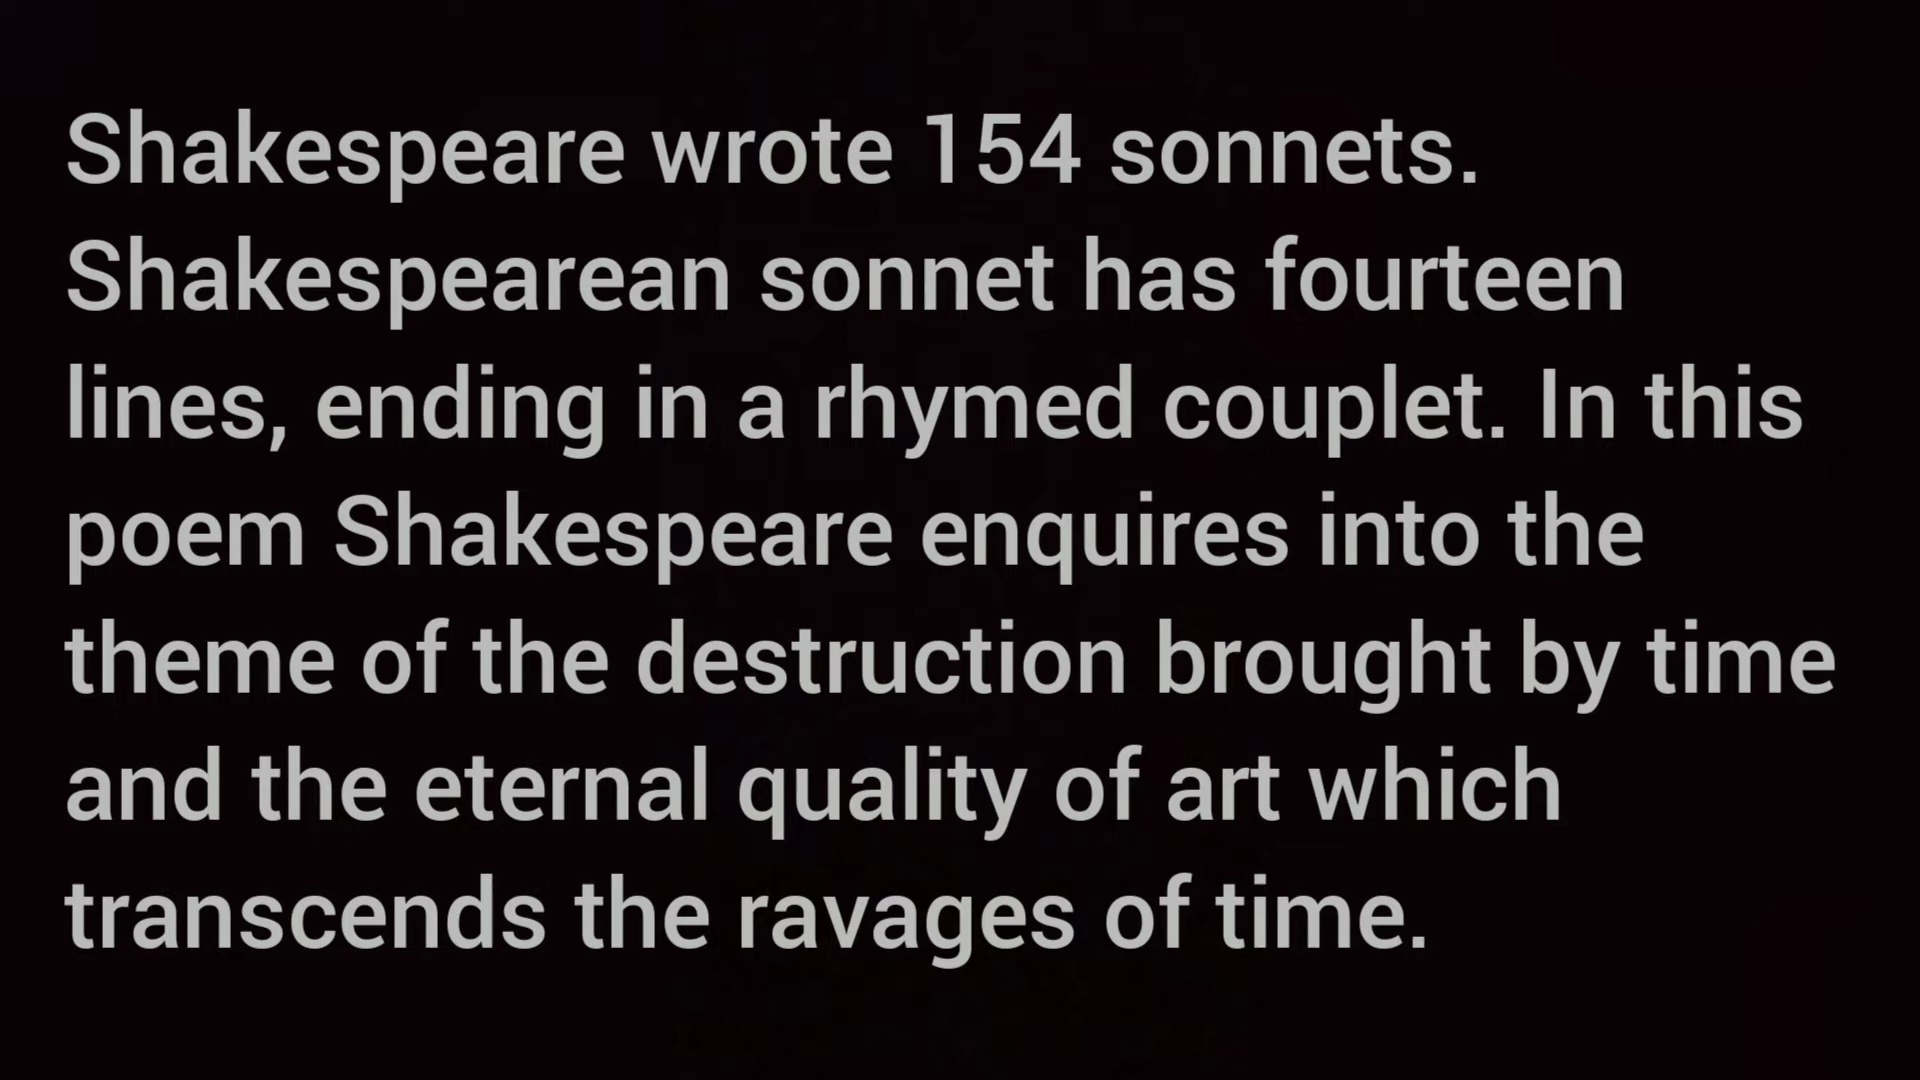 Shakespeare wrote 154 sonnets.
Shakespearean sonnet has fourteen
lines, ending in a rhymed couplet. In this
poem Shakespeare enquires into the
theme of the destruction brought by time
and the eternal quality of art which
transcends the ravages of time.